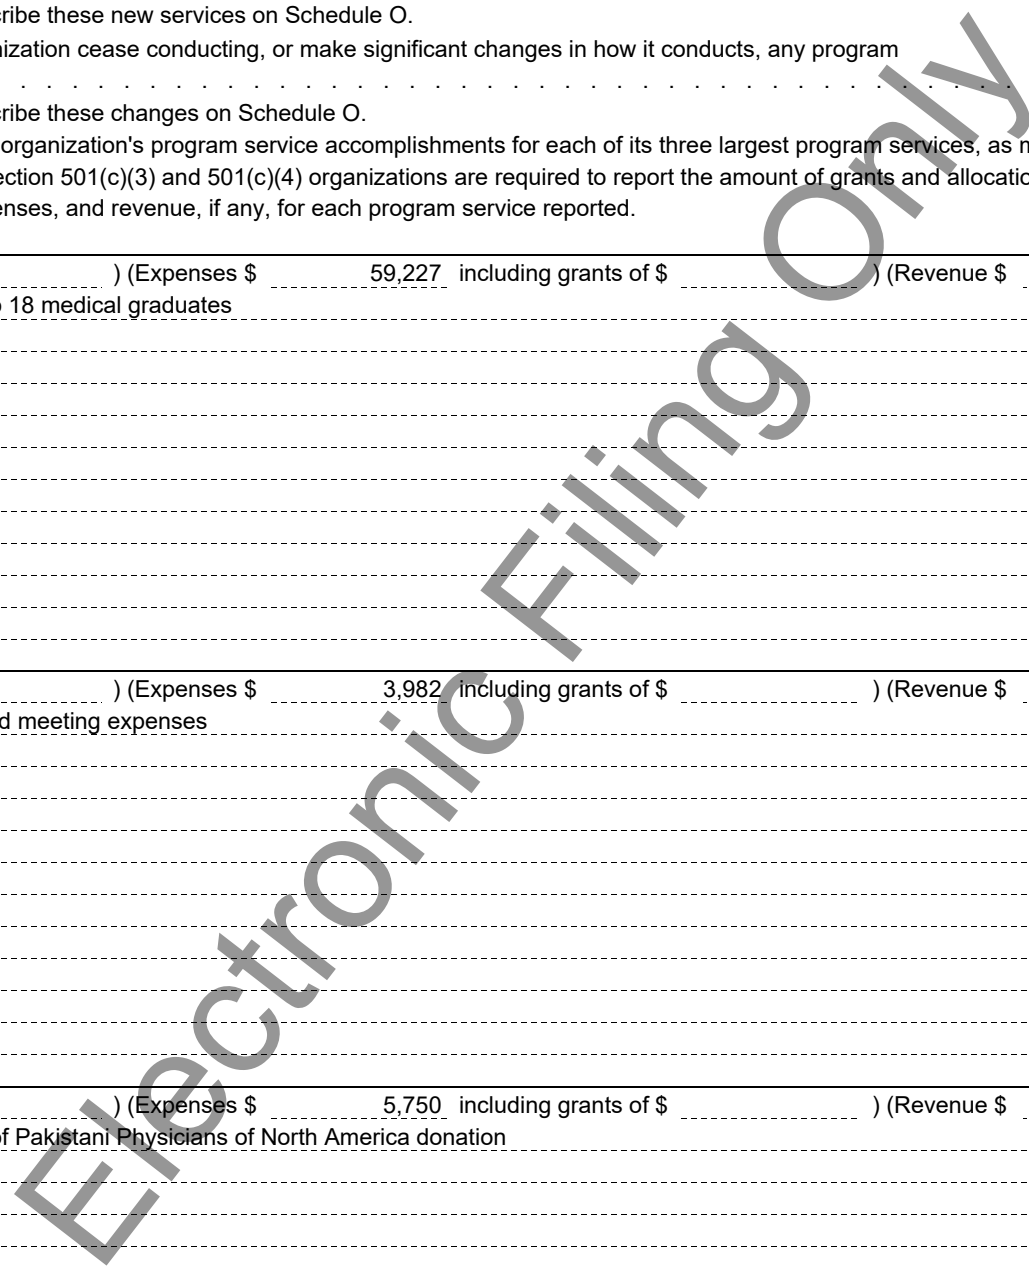 cribe these new services on Schedule O.
nization cease conducting, or make significant changes in how it conducts, any program
. . . . . . . . . . . . . . . . . . . . . . . . . . . . . . . . . . . . . . .
cribe these changes on Schedule O.
organization's program service accomplishments for each of its three largest program services, as m
ection 501(c)(3) and 501(c)(4) organizations are required to report the amount of grants and allocatio
enses, and revenue, if any, for each program service reported.
) (Expenses $ 59,227 including grants of $ ) (Revenue $
o 18 medical graduates
) (Expenses $ 3,982 including grants of $ ) (Revenue $
d meeting expenses
) (Expenses $ 5,750 including grants of $ ) (Revenue $
of Pakistani Physicians of North America donation
Electronic Filing Only